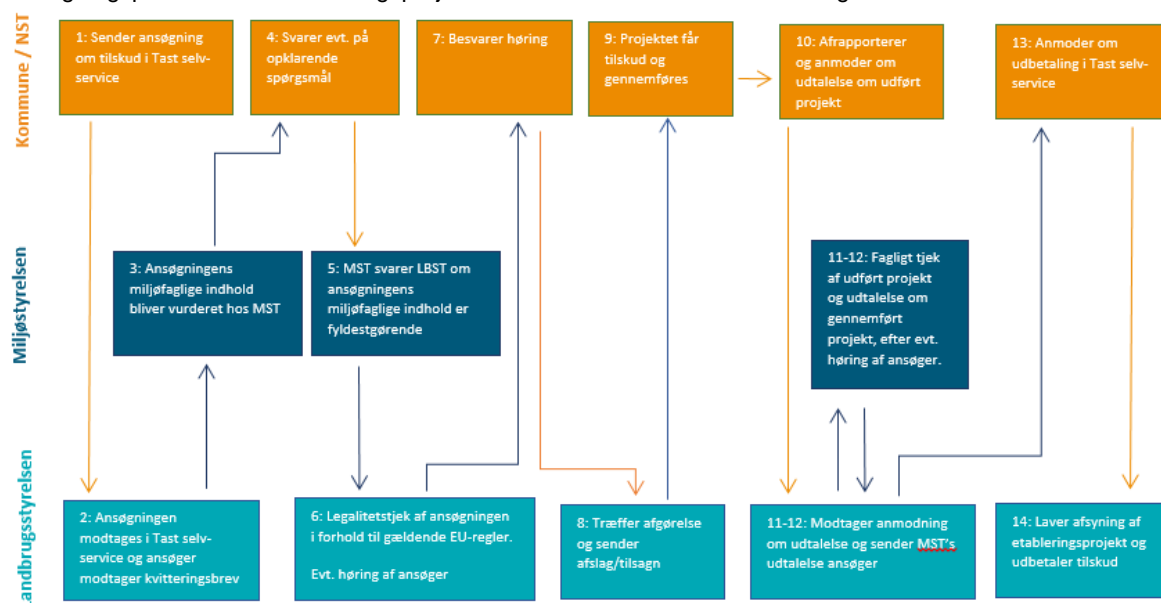 Kommune / NST
1: Sender ansøgning
om tilskud i Tast selv-
service
4: Svarer evt. på
opklarende
spørgsmål
7: Besvarer høring
9: Projektet får
tilskud og
gennemføres
10: Afrapporterer
og anmoder om
udtalelse om udført
projekt
13: Anmoder om
udbetaling i Tast selv-
service
Miljøstyrelsen
3: Ansøgningens
miljøfaglige indhold
bliver vurderet hos MST
5: MST svarer LBST om
ansøgningens
miljøfaglige indhold er
fyldestgørende
11-12: Fagligt tjek
af udført projekt
og udtalelse om
gennemført
projekt, efter evt.
høring af ansøger.
Landbrugsstyrelsen
2: Ansøgningen
modtages i Tast selv-
service og ansøger
modtager kvitteringsbrev
6: Legalitetstjek af ansøgningen
i forhold til gældende EU-regler.
Evt. høring af ansøger
8: Træffer afgørelse
og sender
afslag/tilsagn
11-12: Modtager anmodning
om udtalelse og sender MST's
udtalelse ansøger
14: Laver afsyning af
etableringsprojekt og
udbetaler tilskud